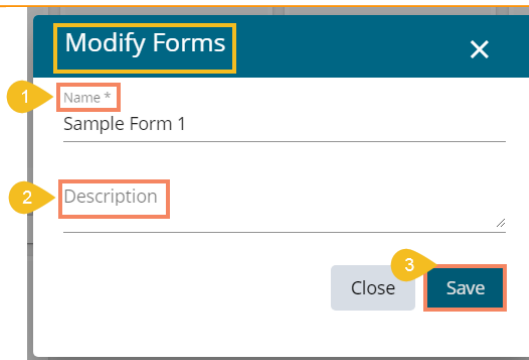 Modify Forms
1 Name *
Sample Form 1
2 Description
3
Close Save